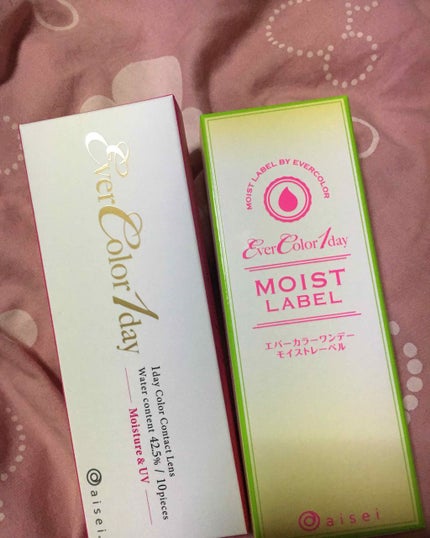 EverColor1day
1day Color Contact Lens
Water content 42.5% / 10pieces
Moisture & UV
aisei
MOIST LABEL BY EVERCOLOR
EverColor1day
MOIST
LABEL
エバーカラーワンデー
モイストレーベル
aisei